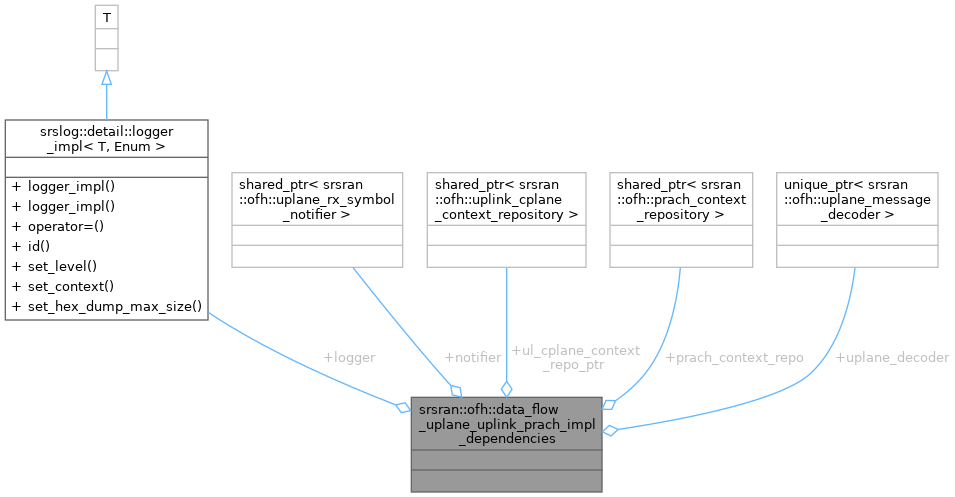 T
srslog::detail::logger
_impl< T, Enum >
+ logger_impl()
+ logger_impl()
+ operator=()
+ id()
+ set_level()
+ set_context()
+ set_hex_dump_max_size()
shared_ptr< srsran
::ofh::uplane_rx_symbol
_notifier >
shared_ptr< srsran
::ofh::uplink_cplane
_context_repository >
shared_ptr< srsran
::ofh::prach_context
_repository >
unique_ptr< srsran
::ofh::uplane_message
_decoder >
+logger
+notifier
+ul_cplane_context
_repo_ptr
+prach_context_repo
+uplane_decoder
srsran::ofh::data_flow
_uplane_uplink_prach_impl
_dependencies